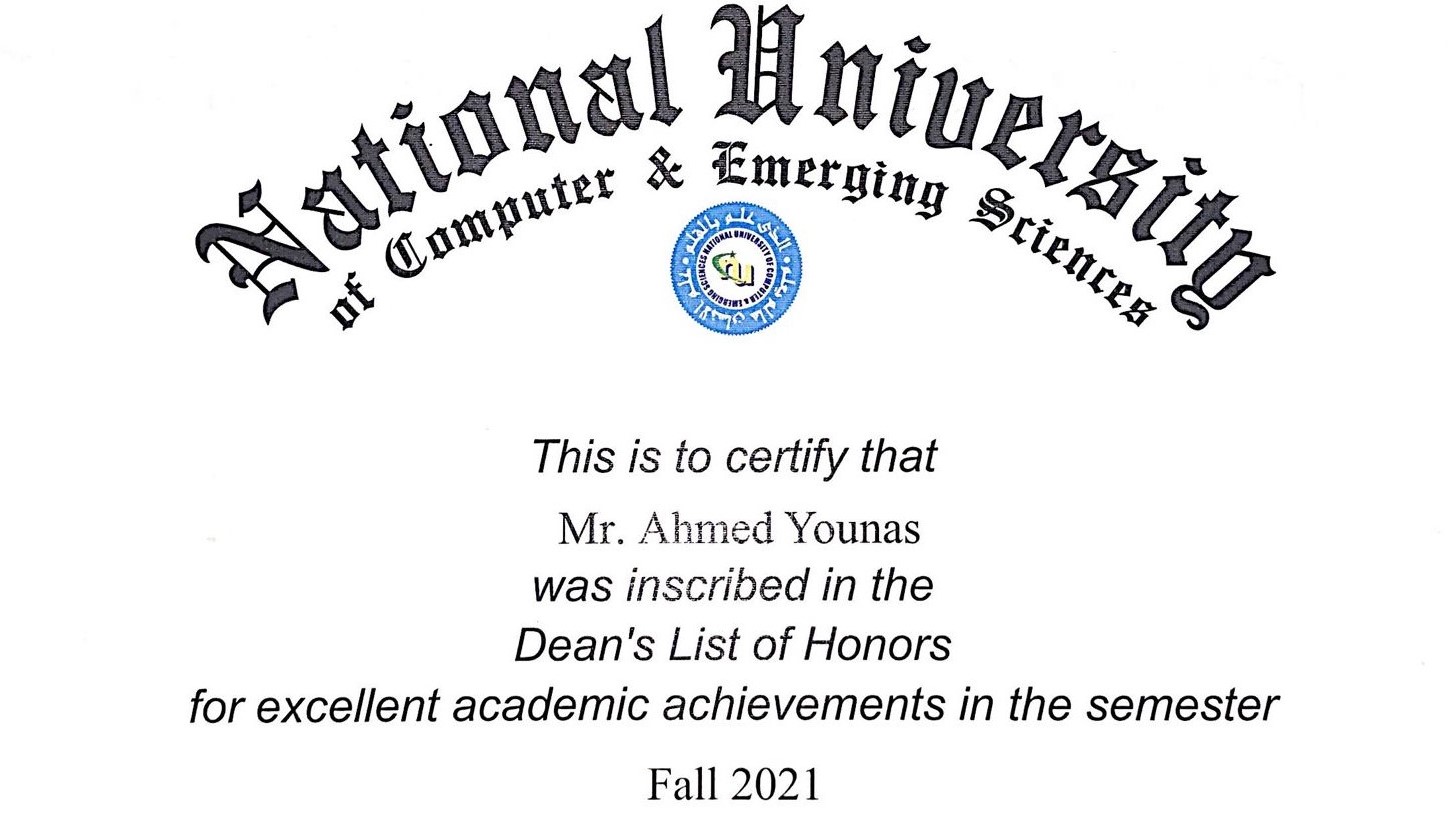 National University
of Computer & Emerging Sciences
NATIONAL UNIVERSITY OF COMPUTER & EMERGING SCIENCES
This is to certify that
Mr. Ahmed Younas
was inscribed in the
Dean's List of Honors
for excellent academic achievements in the semester
Fall 2021